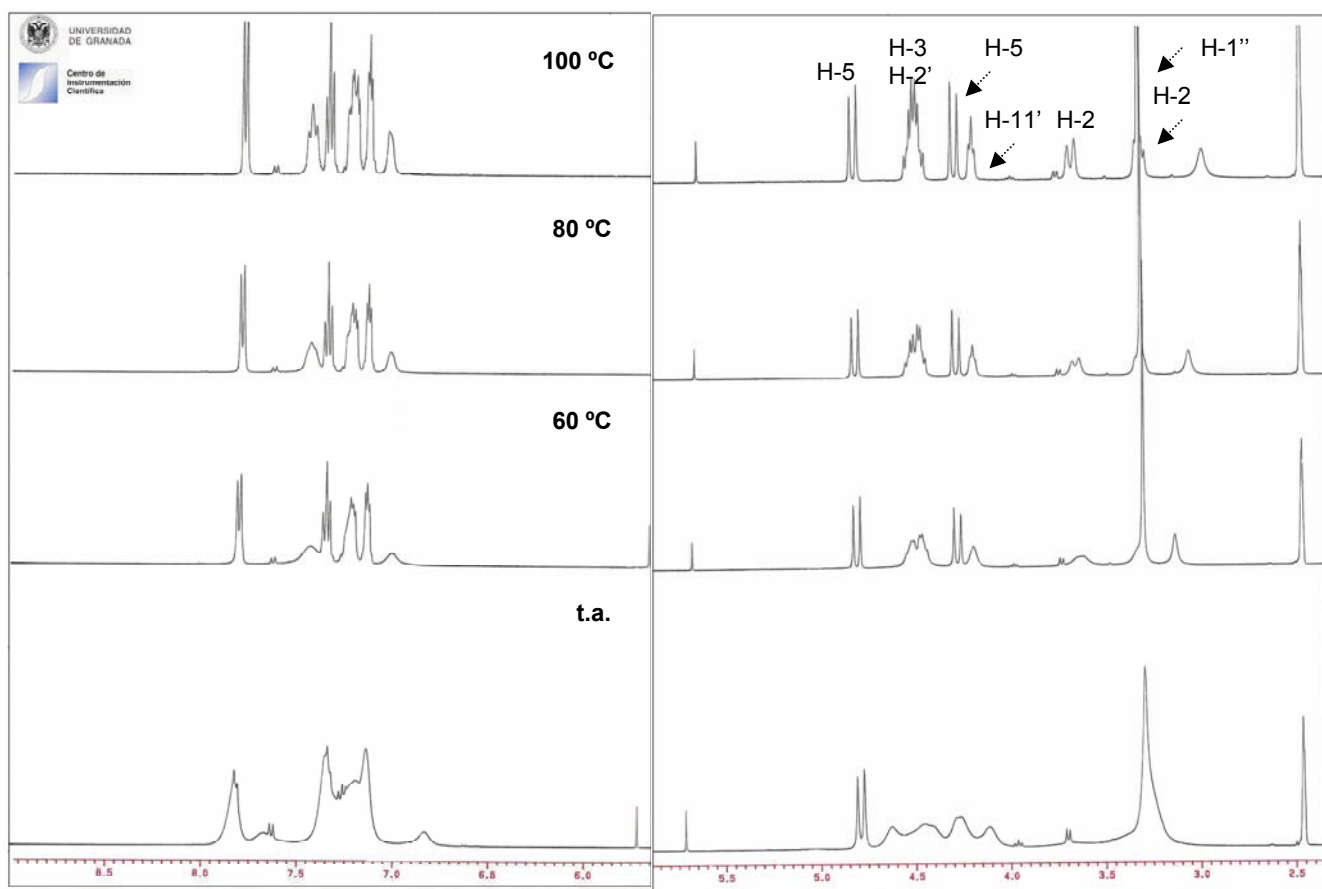 UNIVERSIDAD
DE GRANADA
Centro de
Instrumentación
Científica
100 ºC
80 ºC
60 ºC
t.a.
8.5 8.0 7.5 7.0 6.5 6.0
H-5
H-3
H-2’
H-5
H-1’’
H-11’
H-2
H-2
5.5 5.0 4.5 4.0 3.5 3.0 2.5